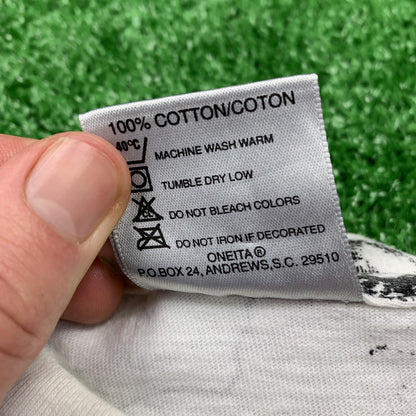 100% COTTON/COTON
40°C MACHINE WASH WARM
TUMBLE DRY LOW
DO NOT BLEACH COLORS
DO NOT IRON IF DECORATED
ONEITA®
P.O.BOX 24, ANDREWS,S.C. 29510